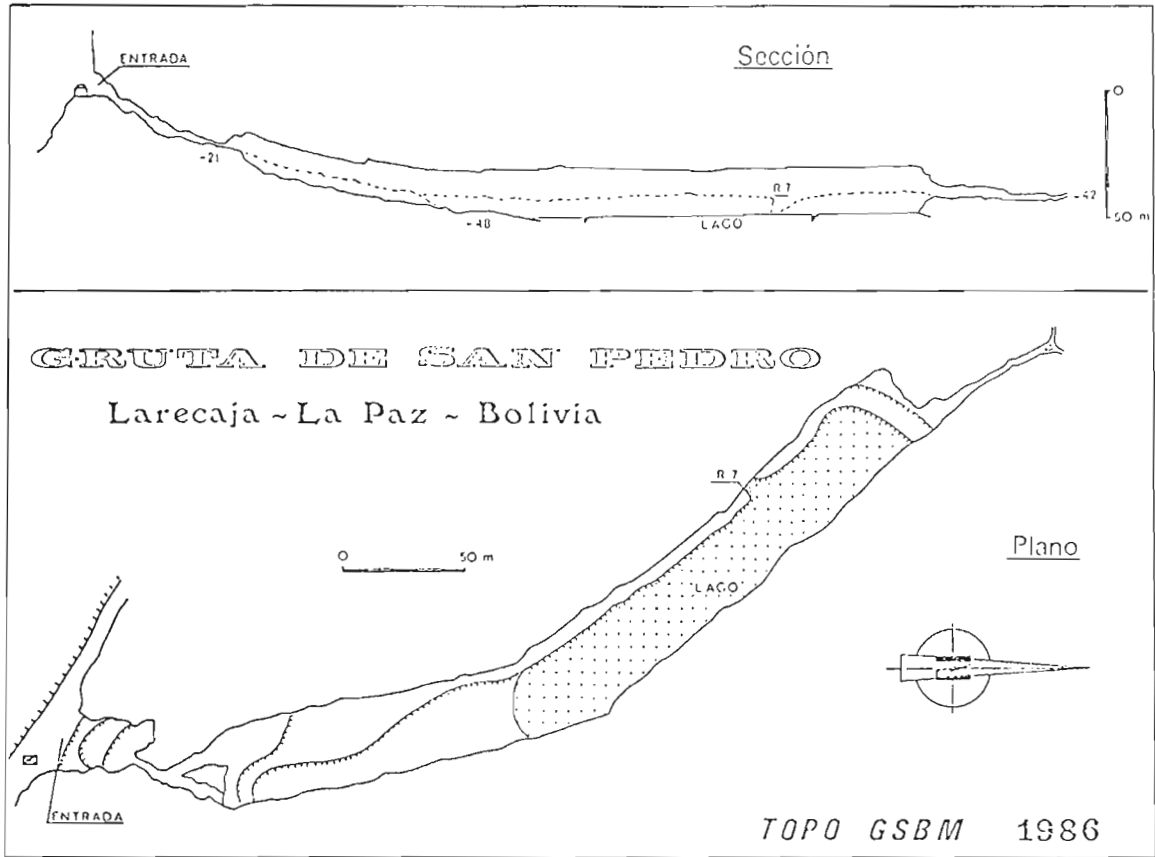 ENTRADA
Sección
0
-21
R 7
-42
-48
LAGO
50 m
GRUTA DE SAN PEDRO
Larecaja ~ La Paz ~ Bolivia
R 7
0 50 m
Plano
LAGO
ENTRADA
TOPO GSBM 1986